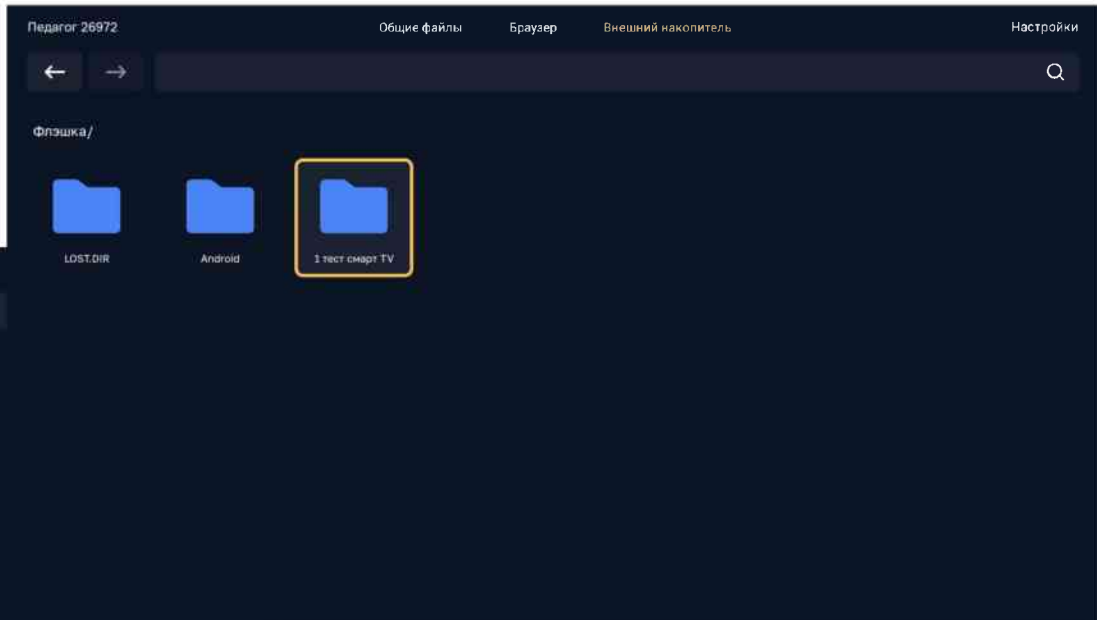 Педагог 26972
Общие файлы
Браузер
Внешний накопитель
Настройки
Флэшка/
LOST.DIR
Android
1 тест смарт TV